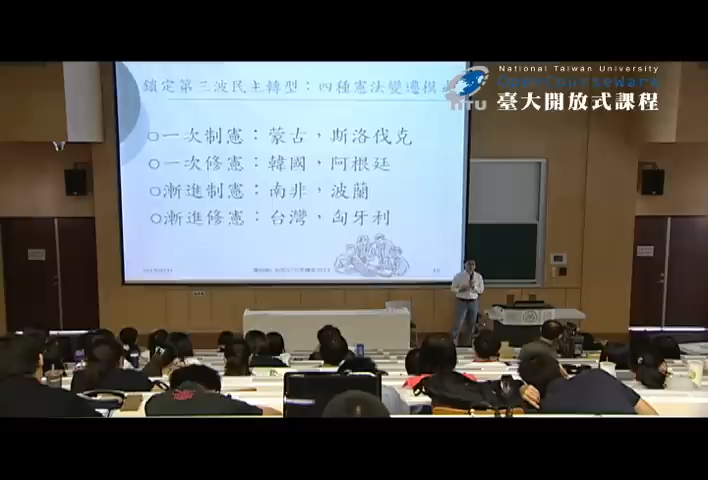 National Taiwan University
OpenCourseWare
臺大開放式課程
NTU
鎖定第三波民主轉型：四種憲法變遷模
○一次制憲：蒙古，斯洛伐克
○一次修憲：韓國，阿根廷
○漸進制憲：南非，波蘭
○漸進修憲：台灣，匈牙利